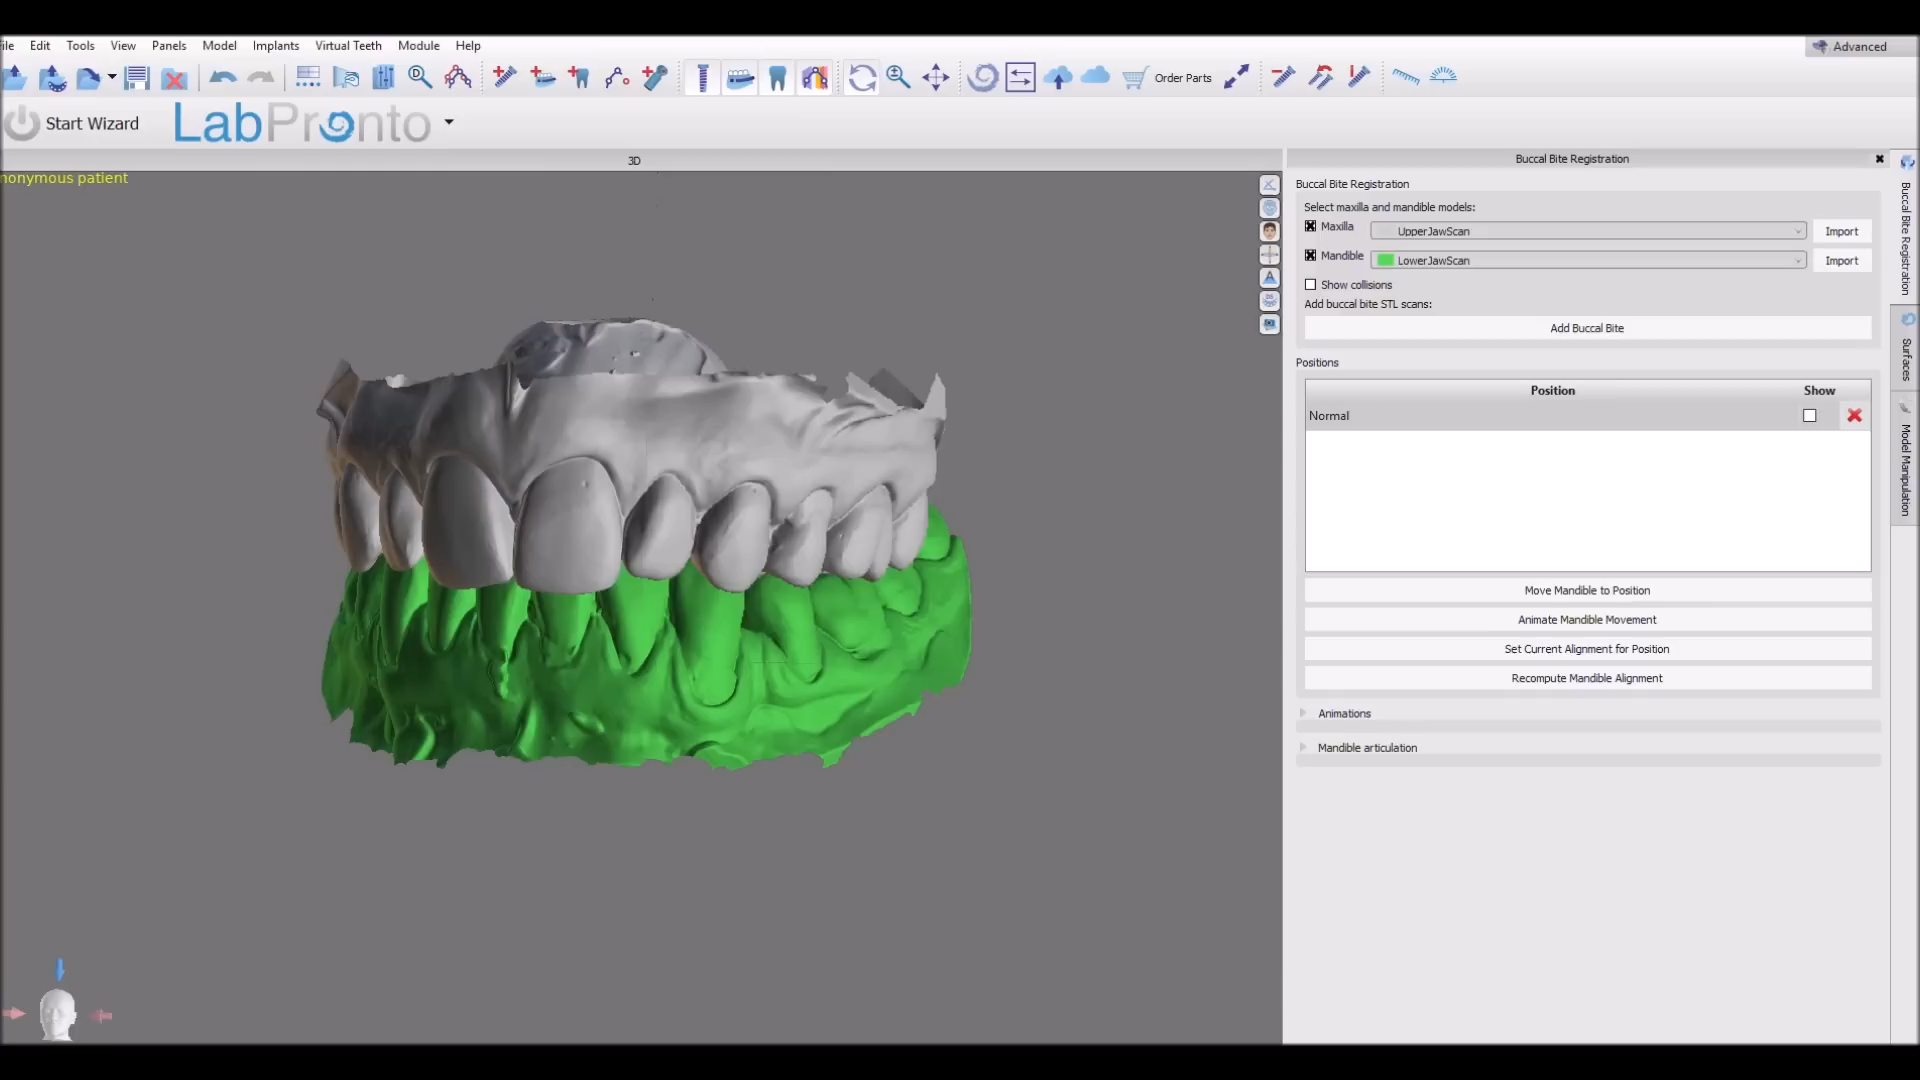 ile Edit Tools View Panels Model Implants Virtual Teeth Module Help
Advanced
Order Parts
Start Wizard
LabPronto
3D
Buccal Bite Registration
nonymous patient
Buccal Bite Registration
Select maxilla and mandible models:
Maxilla UpperJawScan Import
Mandible LowerJawScan Import
Show collisions
Add buccal bite STL scans:
Add Buccal Bite
Positions
Position Show
Normal
Move Mandible to Position
Animate Mandible Movement
Set Current Alignment for Position
Recompute Mandible Alignment
Animations
Mandible articulation
Buccal Bite Registration
Surfaces
Model Manipulation